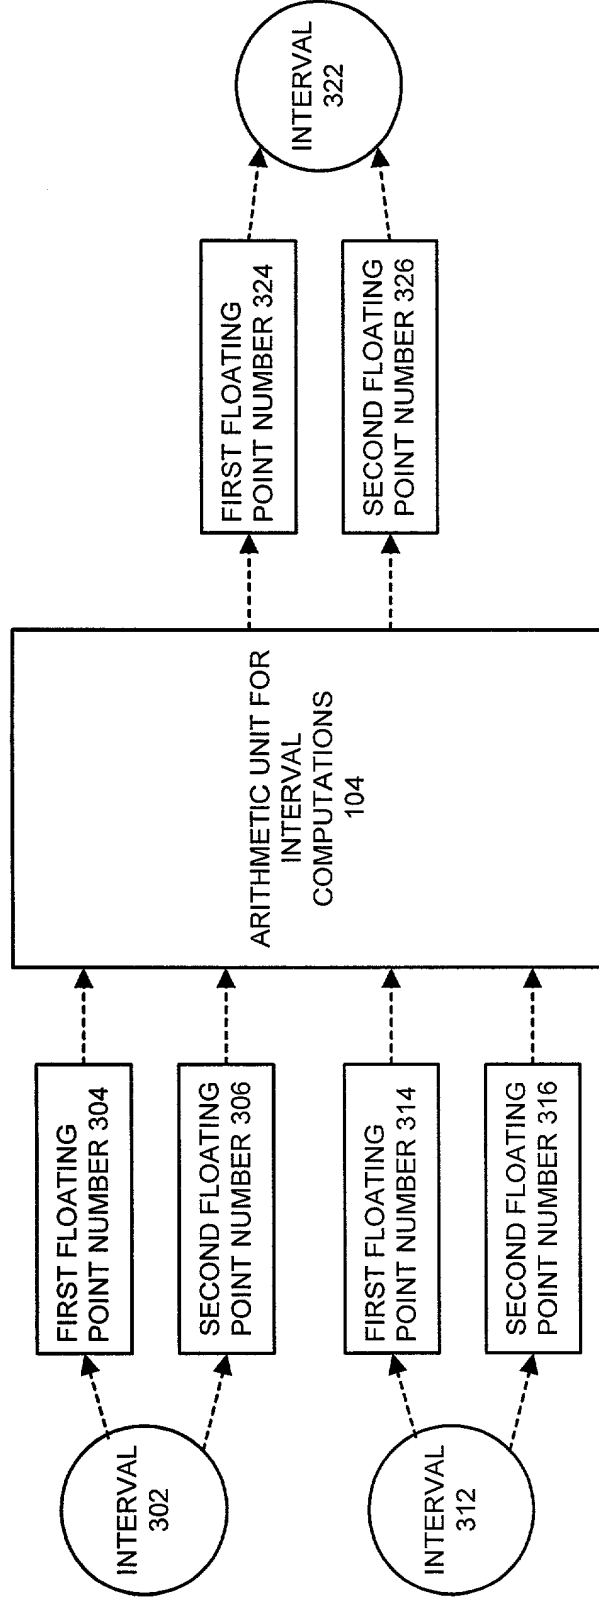 INTERVAL
302
FIRST FLOATING
POINT NUMBER 304
SECOND FLOATING
POINT NUMBER 306
INTERVAL
312
FIRST FLOATING
POINT NUMBER 314
SECOND FLOATING
POINT NUMBER 316
ARITHMETIC UNIT FOR
INTERVAL
COMPUTATIONS
104
FIRST FLOATING
POINT NUMBER 324
SECOND FLOATING
POINT NUMBER 326
INTERVAL
322